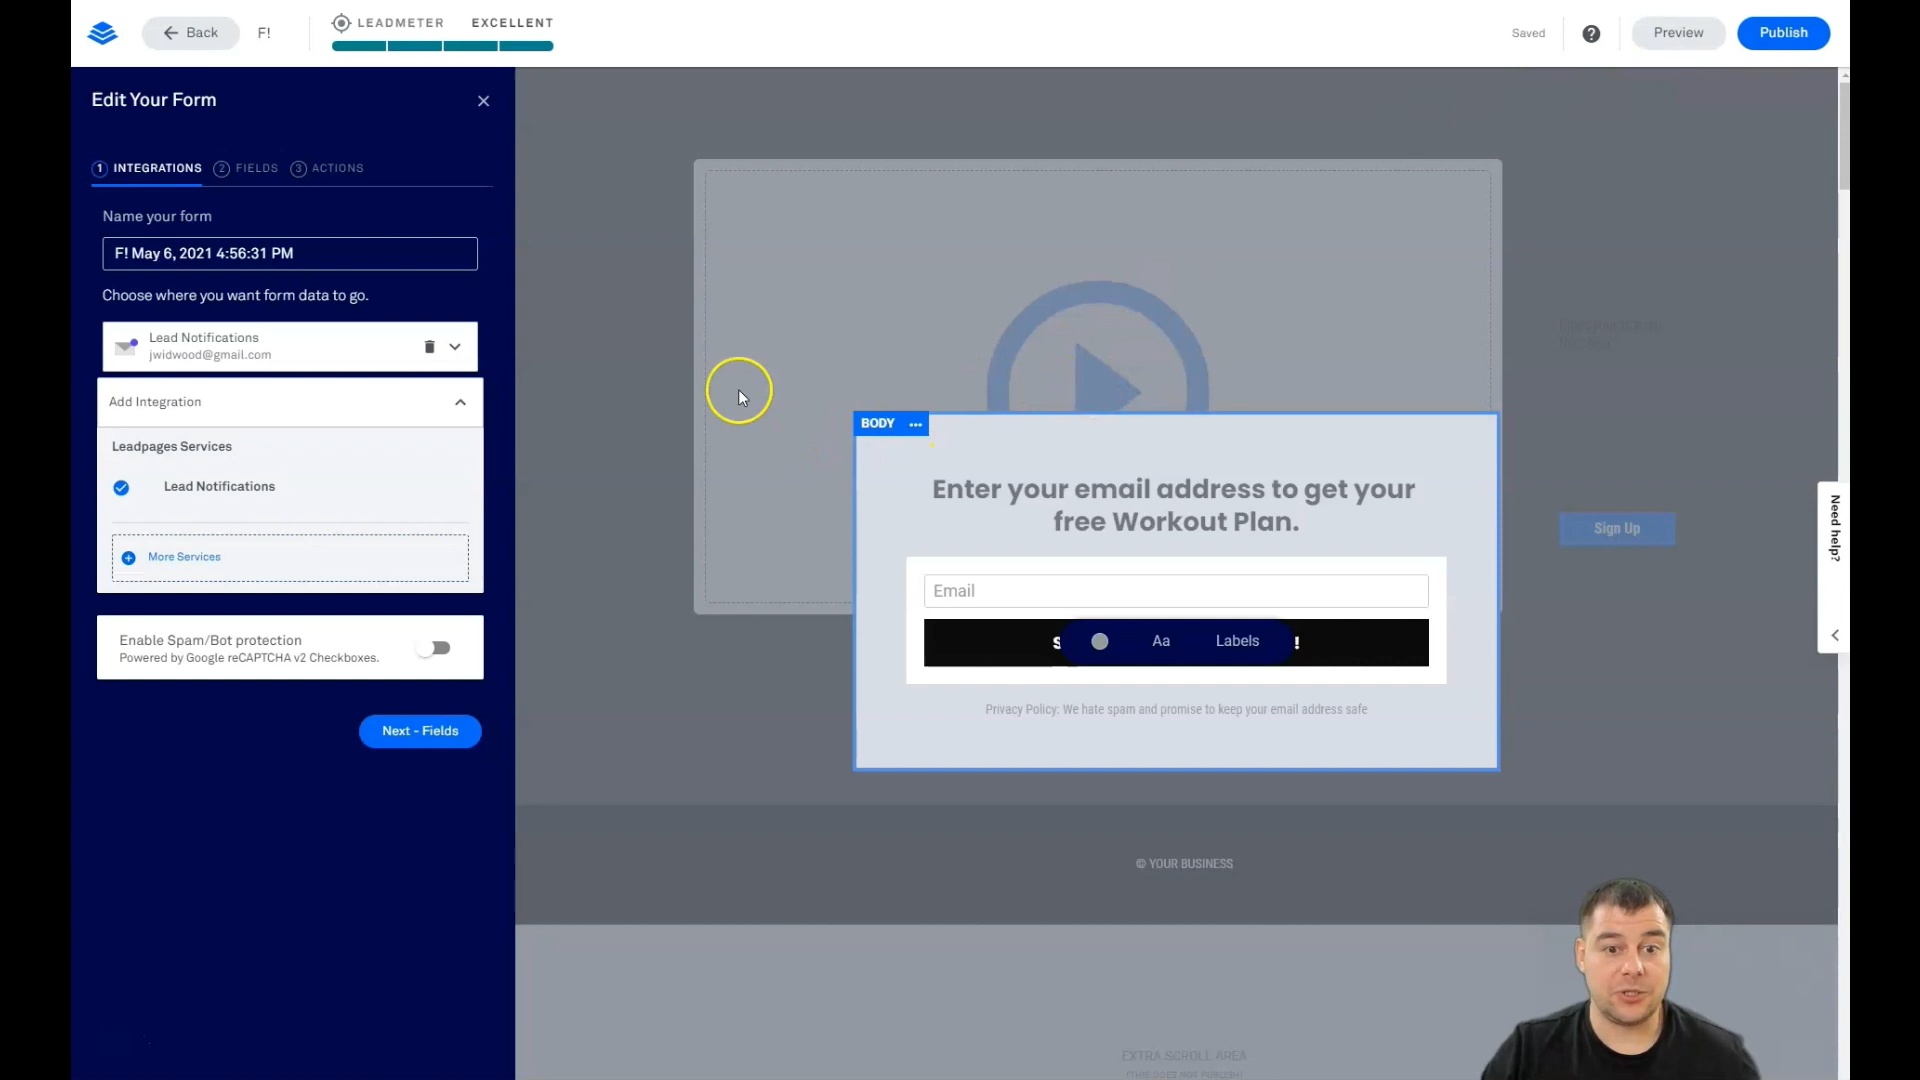 Back
F!
LEADMETER EXCELLENT
Saved
Preview
Publish
Edit Your Form
1 INTEGRATIONS 2 FIELDS 3 ACTIONS
Name your form
F! May 6, 2021 4:56:31 PM
Choose where you want form data to go.
Lead Notifications
jwidwood@gmail.com
Add Integration
Leadpages Services
Lead Notifications
More Services
Enable Spam/Bot protection
Powered by Google reCAPTCHA v2 Checkboxes.
Next - Fields
BODY
Enter your email address to get your
free Workout Plan.
Email
Aa Labels
!
Privacy Policy: We hate spam and promise to keep your email address safe
Sign Up
Need help?
© YOUR BUSINESS
EXTRA SCROLL AREA